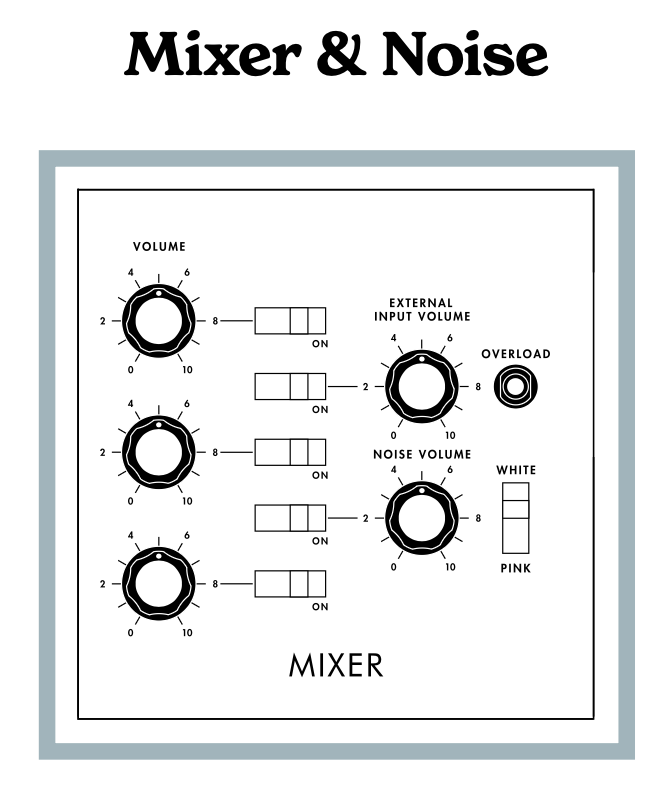 Mixer & Noise
VOLUME
4 6
2 8
0 10
ON
EXTERNAL
INPUT VOLUME
4 6
2 8
0 10
OVERLOAD
ON
4 6
2 8
0 10
ON
NOISE VOLUME
4 6
2 8
0 10
WHITE
PINK
ON
4 6
2 8
0 10
ON
MIXER